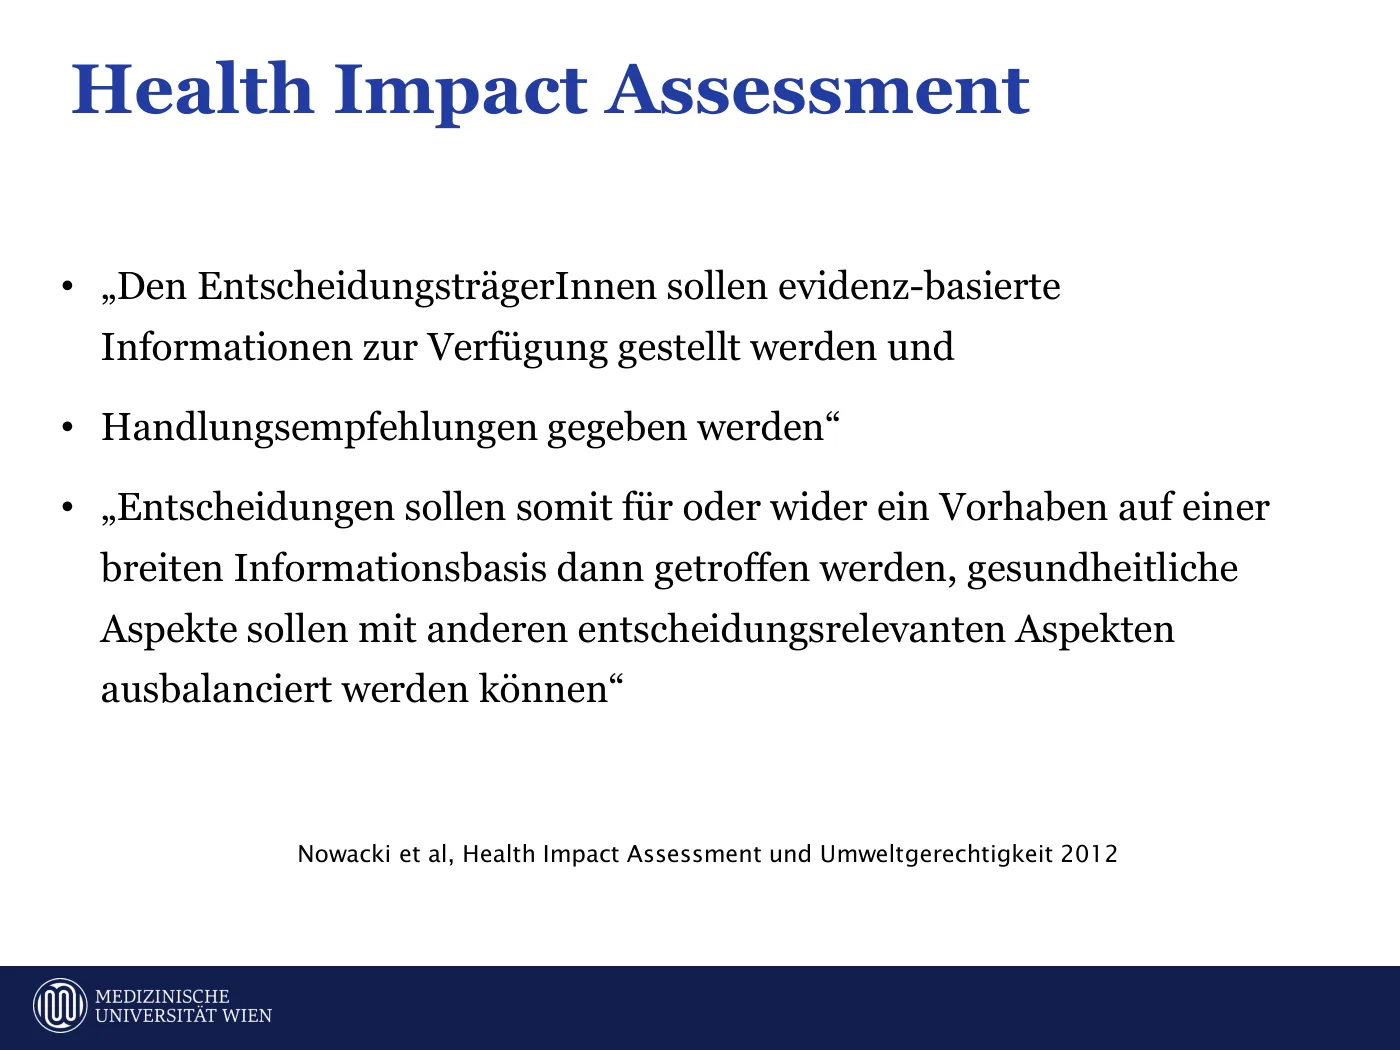 Health Impact Assessment
• „Den EntscheidungsträgerInnen sollen evidenz-basierte
Informationen zur Verfügung gestellt werden und
• Handlungsempfehlungen gegeben werden“
• „Entscheidungen sollen somit für oder wider ein Vorhaben auf einer
breiten Informationsbasis dann getroffen werden, gesundheitliche
Aspekte sollen mit anderen entscheidungsrelevanten Aspekten
ausbalanciert werden können“
Nowacki et al, Health Impact Assessment und Umweltgerechtigkeit 2012
MEDIZINISCHE
UNIVERSITÄT WIEN